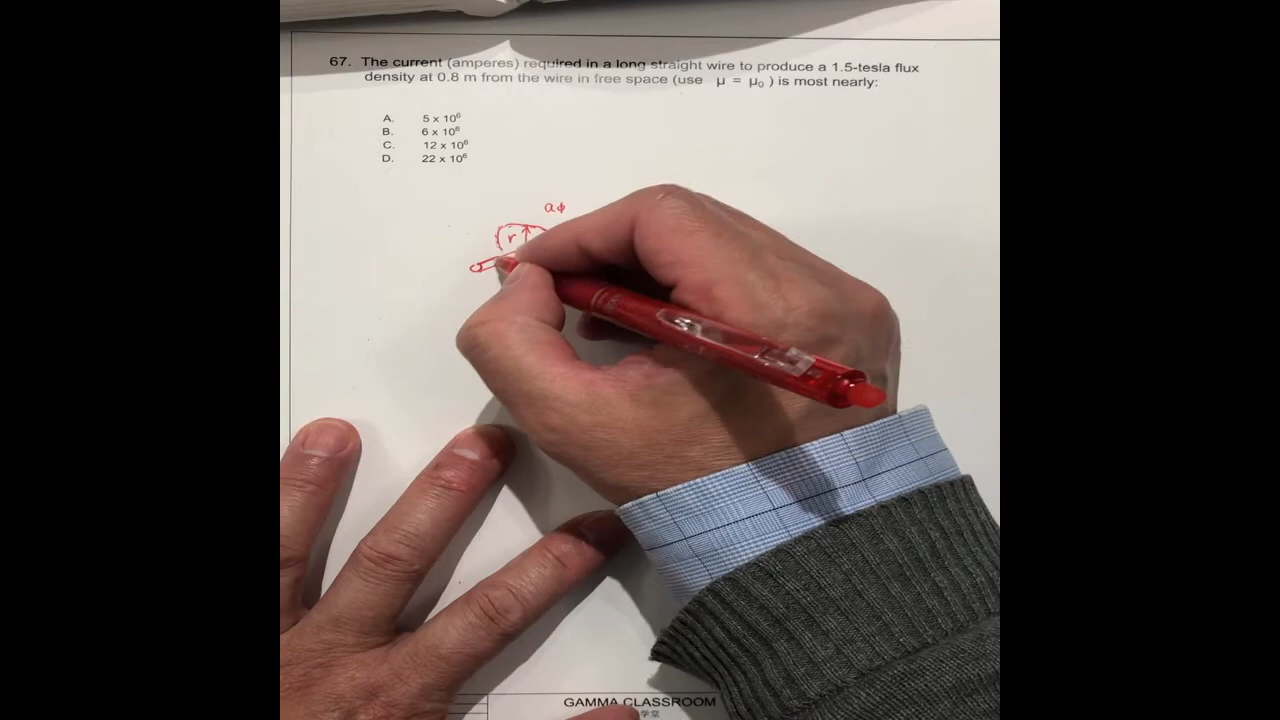 67. The current (amperes) required in a long straight wire to produce a 1.5-tesla flux
density at 0.8 m from the wire in free space (use μ = μ₀ ) is most nearly:
A. 5 x 10⁶
B. 6 x 10⁶
C. 12 x 10⁶
D. 22 x 10⁶
aϕ
r
GAMMA CLASSROOM
学堂